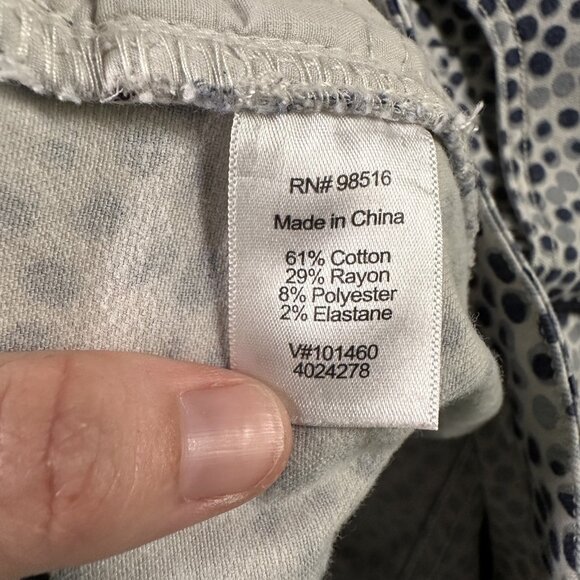 RN# 98516
Made in China
61% Cotton
29% Rayon
8% Polyester
2% Elastane
V#101460
4024278